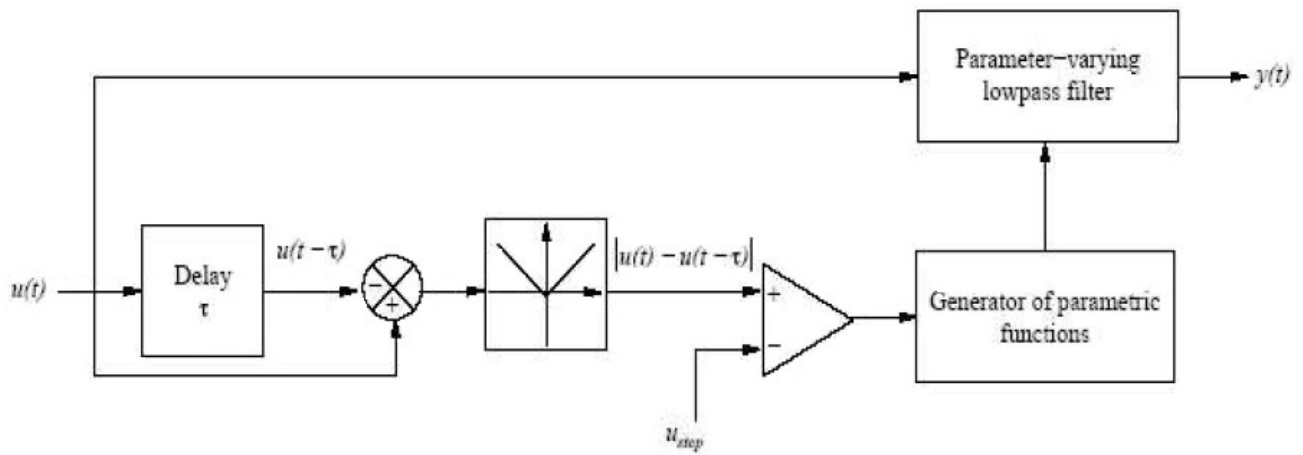 Parameter−varying
lowpass filter
y(t)
u(t)
Delay
τ
u(t − τ)
−
+
|u(t) − u(t − τ)|
+
−
u_step
Generator of parametric
functions